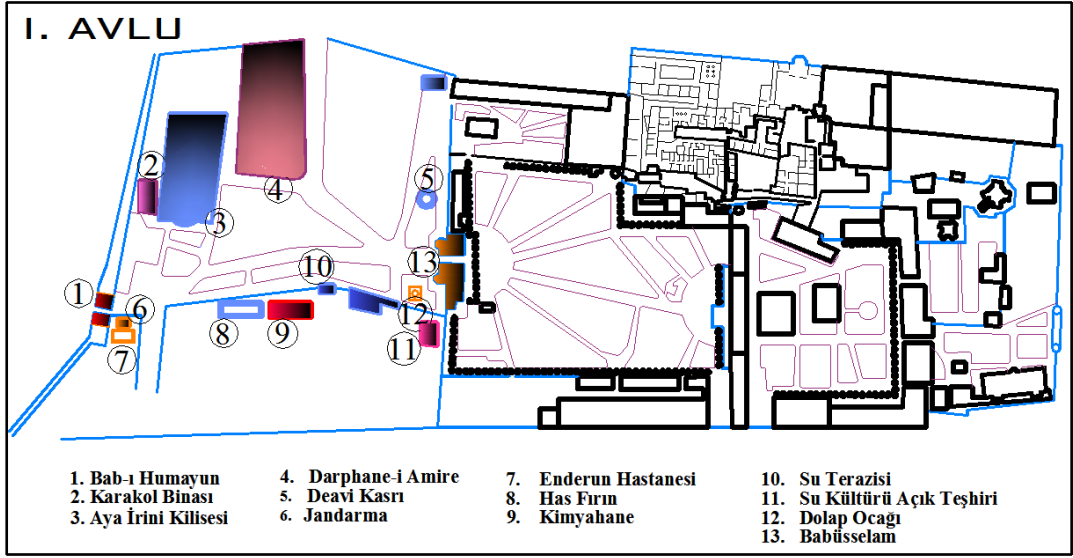 I. AVLU
2
4
3
5
13
10
1
6
7
8
9
12
11
1. Bab-ı Humayun
2. Karakol Binası
3. Aya İrini Kilisesi
4. Darphane-i Amire
5. Deavi Kasrı
6. Jandarma
7. Enderun Hastanesi
8. Has Fırın
9. Kimyahane
10. Su Terazisi
11. Su Kültürü Açık Teşhiri
12. Dolap Ocağı
13. Babüsselam